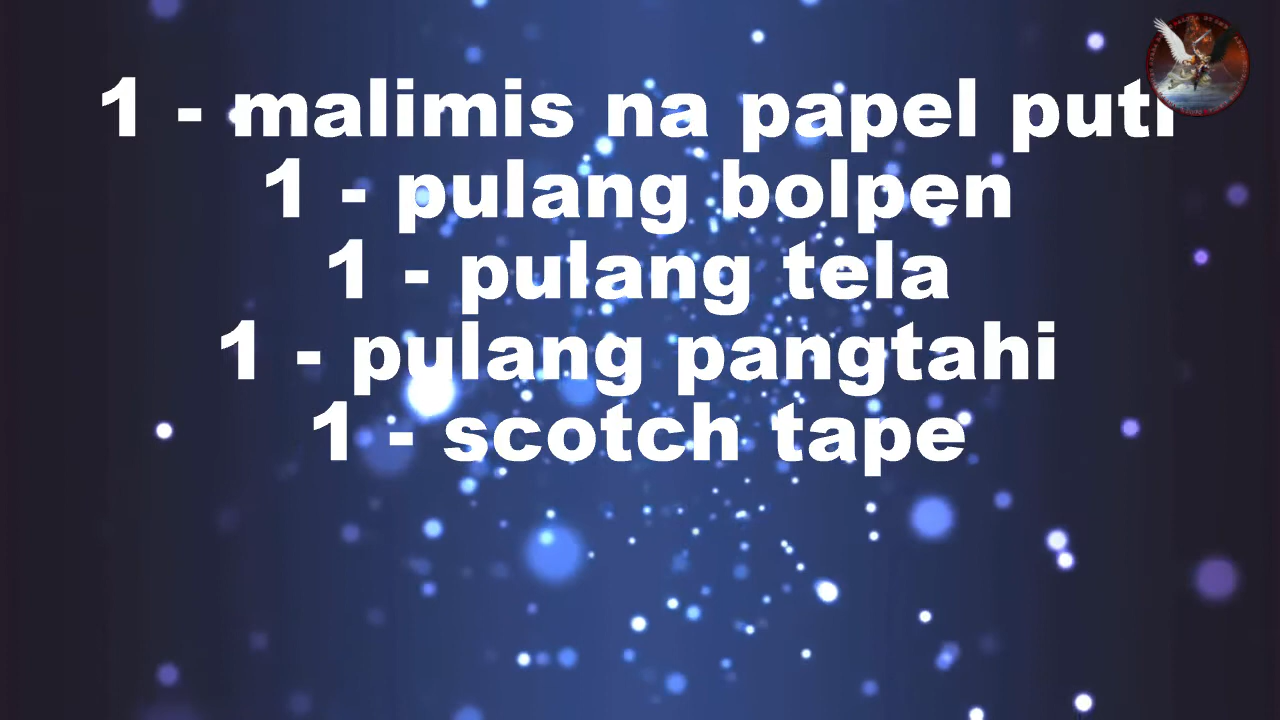 1 - malimis na papel puti
1 - pulang bolpen
1 - pulang tela
1 - pulang pangtahi
1 - scotch tape